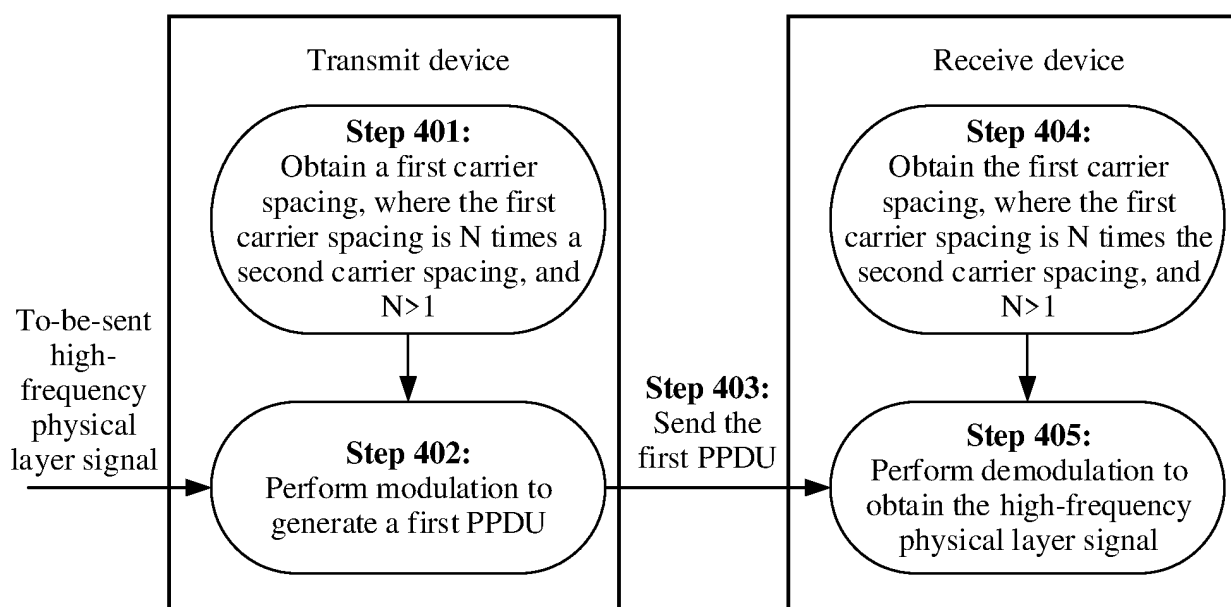 Transmit device
Step 401:
Obtain a first carrier
spacing, where the first
carrier spacing is N times a
second carrier spacing, and
N>1
To-be-sent
high-
frequency
physical
layer signal
Step 402:
Perform modulation to
generate a first PPDU
Step 403:
Send the
first PPDU
Receive device
Step 404:
Obtain the first carrier
spacing, where the first
carrier spacing is N times the
second carrier spacing, and
N>1
Step 405:
Perform demodulation to
obtain the high-frequency
physical layer signal